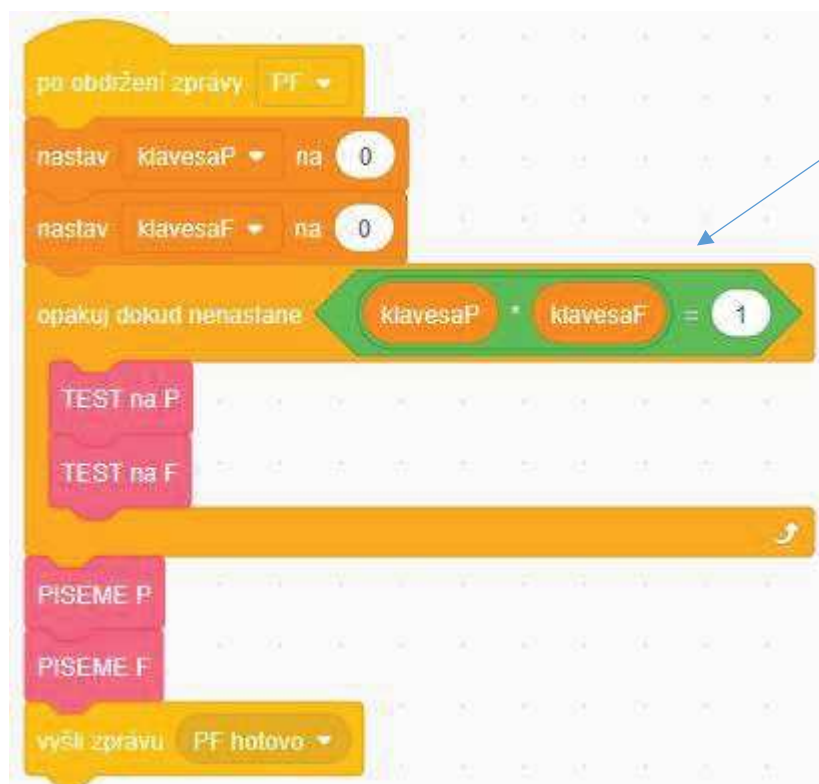 po obdržení zprávy PF
nastav klavesaP na 0
nastav klavesaF na 0
opakuj dokud nenastane klavesaP * klavesaF = 1
TEST na P
TEST na F
PISEME P
PISEME F
vyšli zprávu PF hotovo